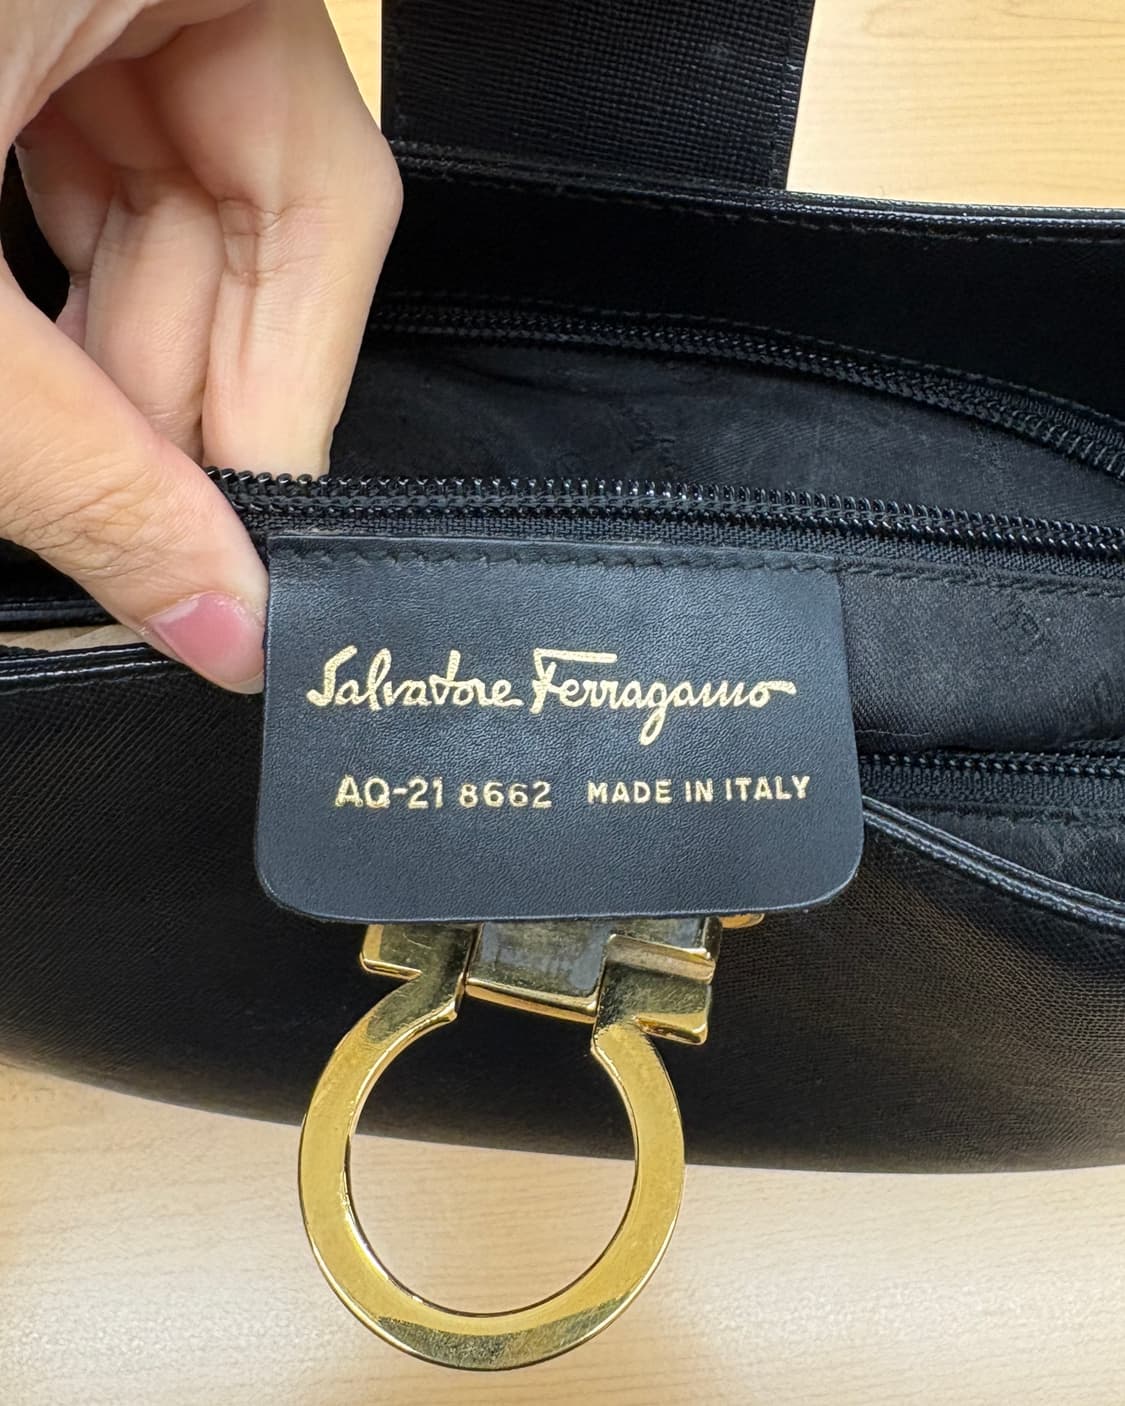 Salvatore Ferragamo
AQ-21 8662 MADE IN ITALY